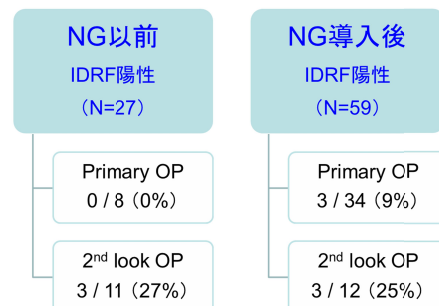 NG以前
IDRF陽性
（N=27）
Primary OP
0 / 8（0%）
2nd look OP
3 / 11（27%）
NG導入後
IDRF陽性
（N=59）
Primary OP
3 / 34（9%）
2nd look OP
3 / 12（25%）